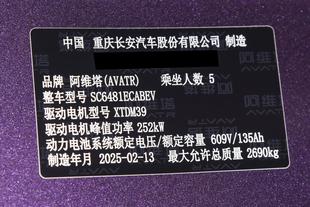 中国 重庆长安汽车股份有限公司 制造
品牌 阿维塔(AVATR) 乘坐人数 5
整车型号 SC6481ECABEV
驱动电机型号 XTDM39
驱动电机峰值功率 252kW
动力电池系统额定电压/额定容量 609V/135Ah
制造年月 2025-02-13 最大允许总质量 2690kg